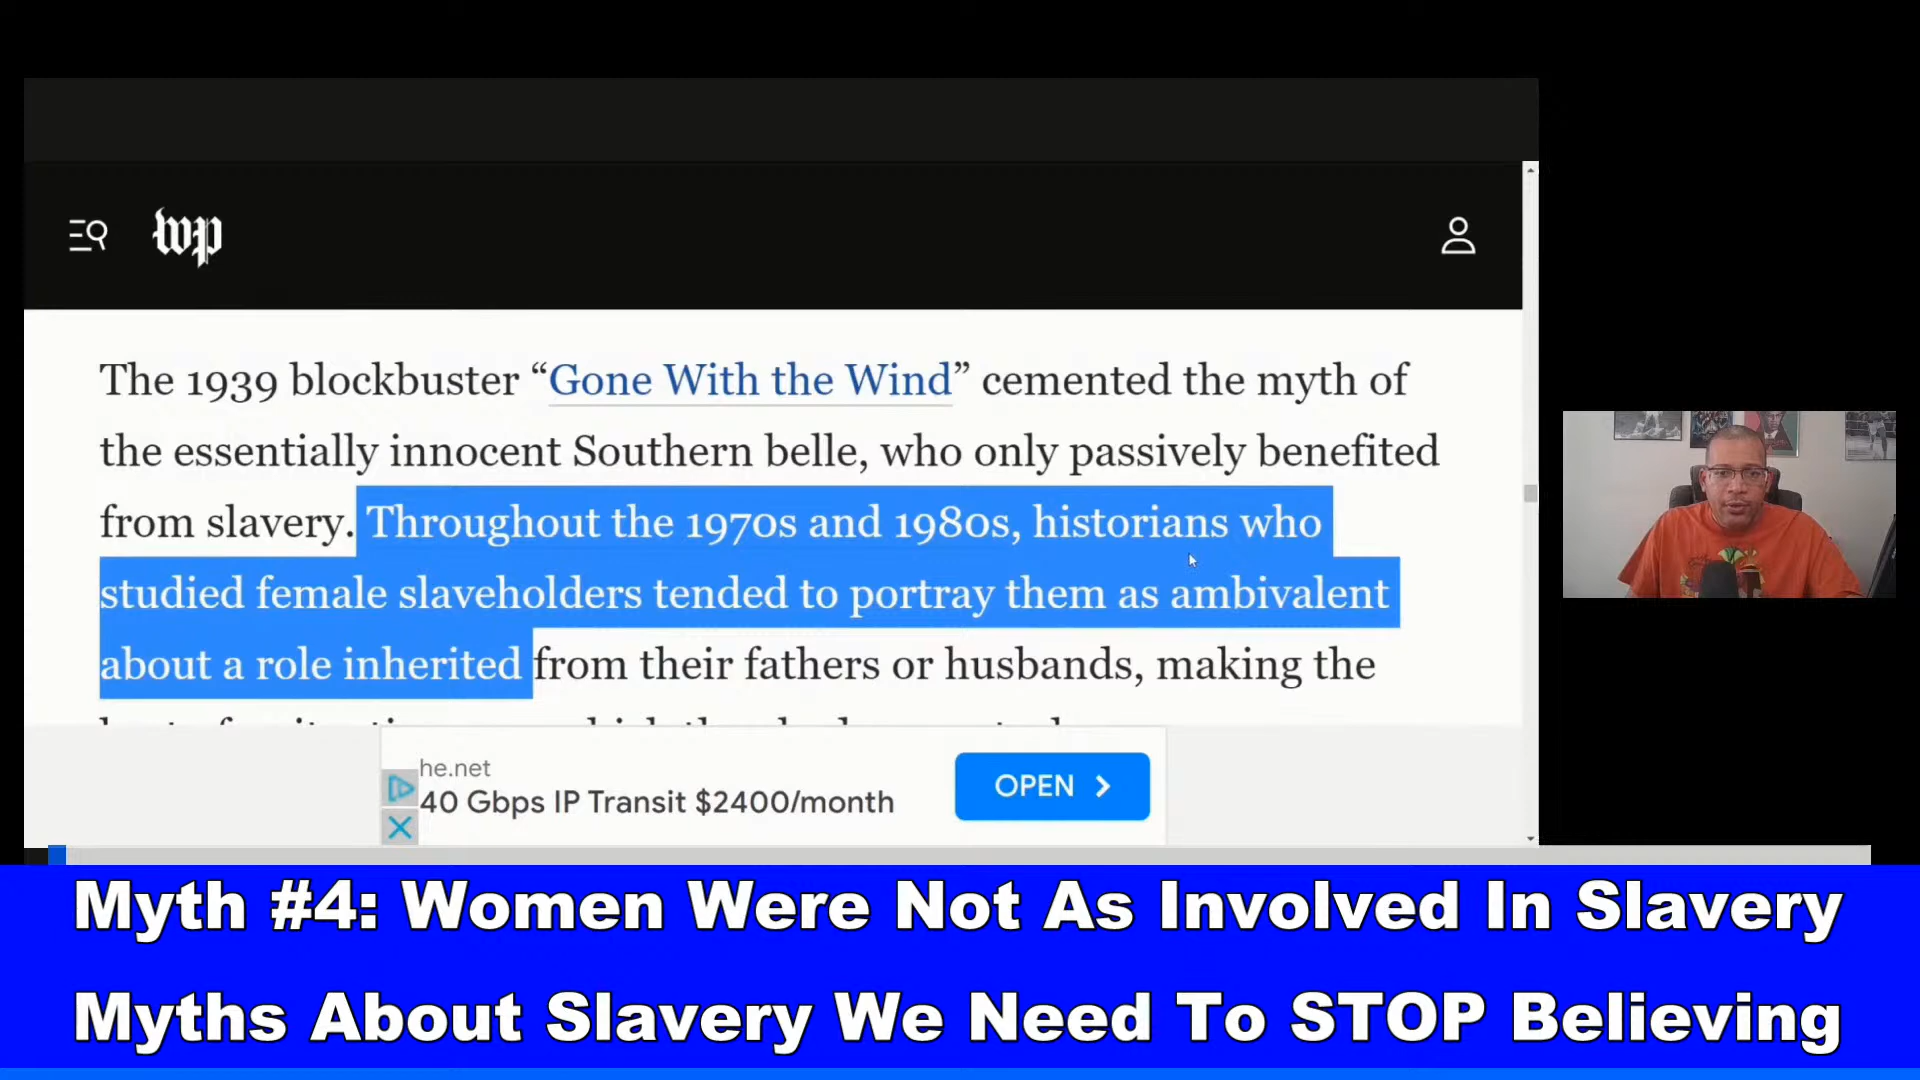 wp
The 1939 blockbuster “Gone With the Wind” cemented the myth of
the essentially innocent Southern belle, who only passively benefited
from slavery. Throughout the 1970s and 1980s, historians who
studied female slaveholders tended to portray them as ambivalent
about a role inherited from their fathers or husbands, making the
he.net
40 Gbps IP Transit $2400/month
OPEN
Myth #4: Women Were Not As Involved In Slavery
Myths About Slavery We Need To STOP Believing